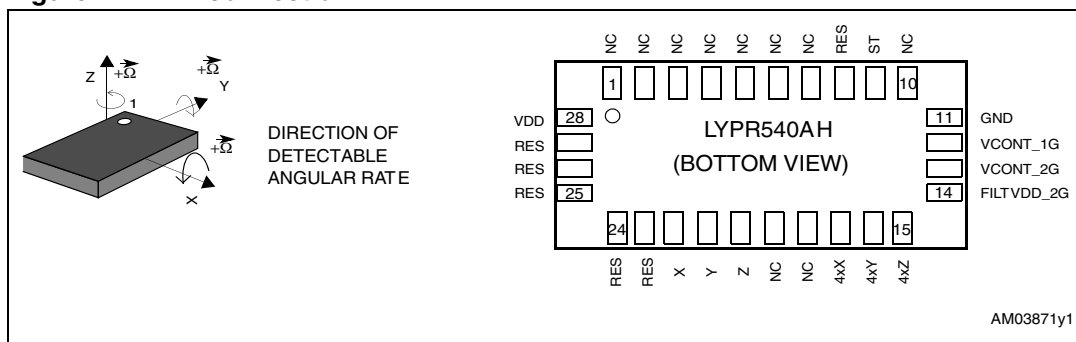 Z
+Ω
+Ω
Y
1
+Ω
X
DIRECTION OF
DETECTABLE
ANGULAR RATE
NC
NC
NC
NC
NC
NC
NC
RES
ST
NC
1
10
VDD
28
RES
RES
RES
25
LYPR540AH
(BOTTOM VIEW)
11
GND
VCONT_1G
VCONT_2G
14
FILTVDD_2G
24
15
RES
RES
X
Y
Z
NC
NC
4xX
4xY
4xZ
AM03871y1